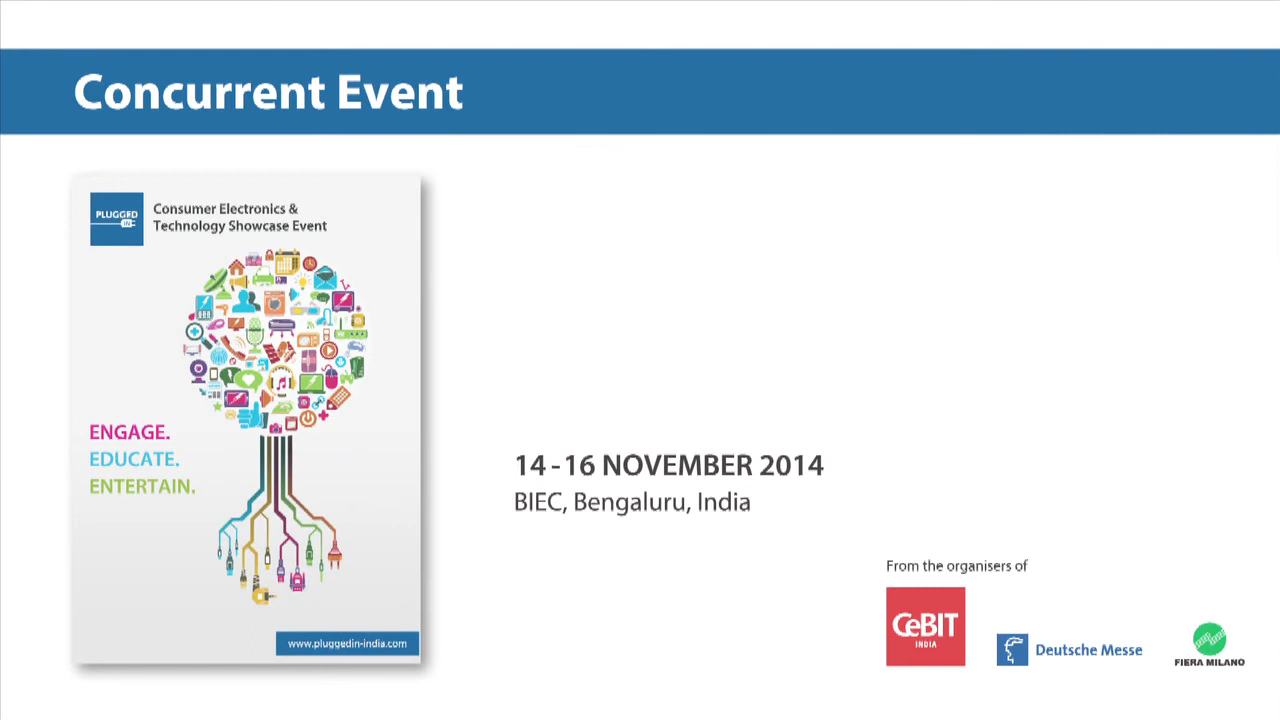 Concurrent Event
PLUGGED
IN
Consumer Electronics &
Technology Showcase Event
ENGAGE.
EDUCATE.
ENTERTAIN.
www.pluggedin-india.com
14 - 16 NOVEMBER 2014
BIEC, Bengaluru, India
From the organisers of
CeBIT
INDIA
Deutsche Messe
FIERA MILANO